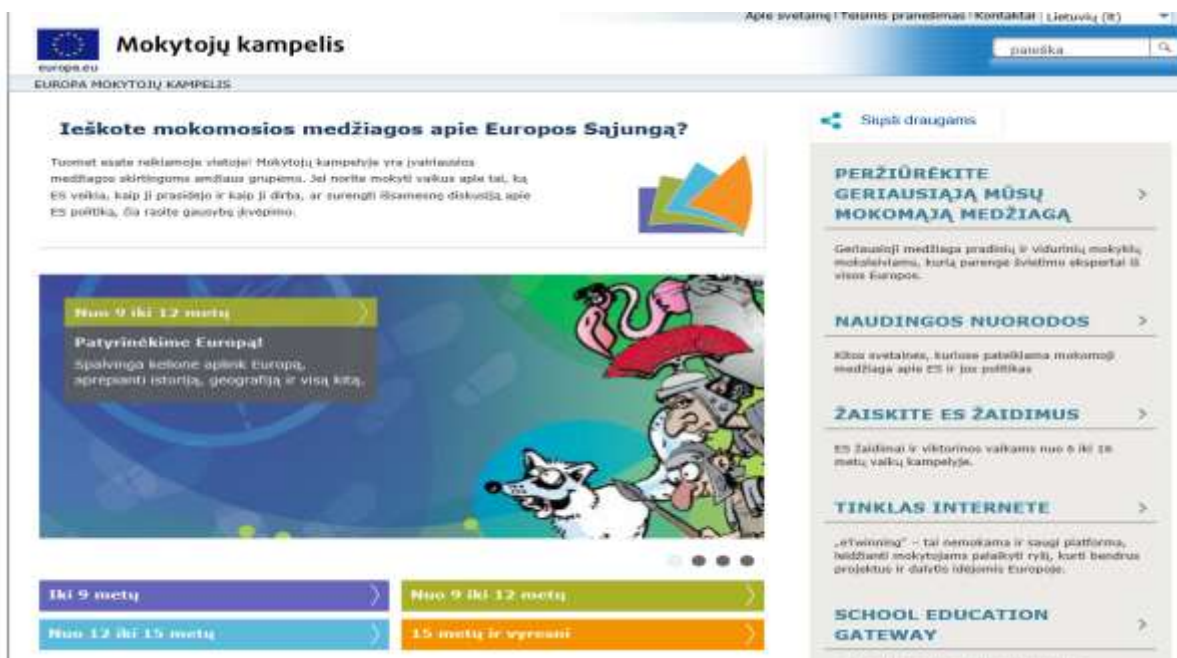 Apie svetainę | Teisinis pranešimas | Kontaktai | Lietuvių (lt)
Mokytojų kampelis
paieška
europa.eu
EUROPA MOKYTOJŲ KAMPELIS
Ieškote mokomosios medžiagos apie Europos Sąjungą?
Tuomet esate reikiamoje vietoje! Mokytojų kampelyje yra įvairiausios
medžiagos skirtingoms amžiaus grupėms. Jei norite mokyti vaikus apie tai, ką
ES veikia, kaip ji prasidėjo ir kaip ji dirba, ar surengti išsamesnę diskusiją apie
ES politiką, čia rasite gausybę įkvėpimo.
Nuo 9 iki 12 metų
Patyrinėkime Europą!
Spalvinga kelionė aplink Europą,
aprėpianti istoriją, geografiją ir visą kitą.
Iki 9 metų
Nuo 9 iki 12 metų
Nuo 12 iki 15 metų
15 metų ir vyresni
Siųsti draugams
PERŽIŪRĖKITE
GERIAUSIĄJĄ MŪSŲ
MOKOMĄJĄ MEDŽIAGĄ
Geriausioji medžiaga pradinių ir vidurinių mokyklų
moksleiviams, kurią parengė švietimo ekspertai iš
visos Europos.
NAUDINGOS NUORODOS
Kitos svetainės, kuriose pateikiama mokomoji
medžiaga apie ES ir jos politikas
ŽAISKITE ES ŽAIDIMUS
ES žaidimai ir viktorinos vaikams nuo 6 iki 16
metų vaikų kampelyje.
TINKLAS INTERNETE
„eTwinning“ – tai nemokama ir saugi platforma,
leidžianti mokytojams palaikyti ryšį, kurti bendrus
projektus ir dalytis idėjomis Europoje.
SCHOOL EDUCATION
GATEWAY